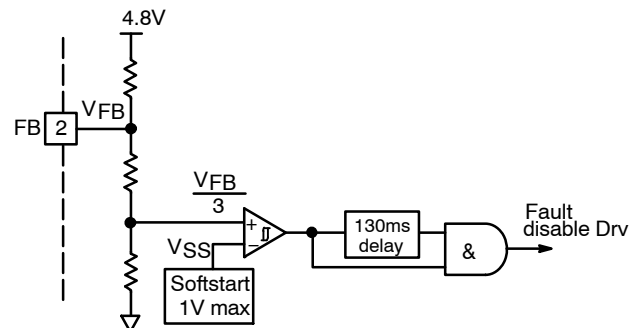 4.8V
VFB
FB 2
VFB
3
+
−
VSS
Softstart
1V max
130ms
delay
&
Fault
disable Drv